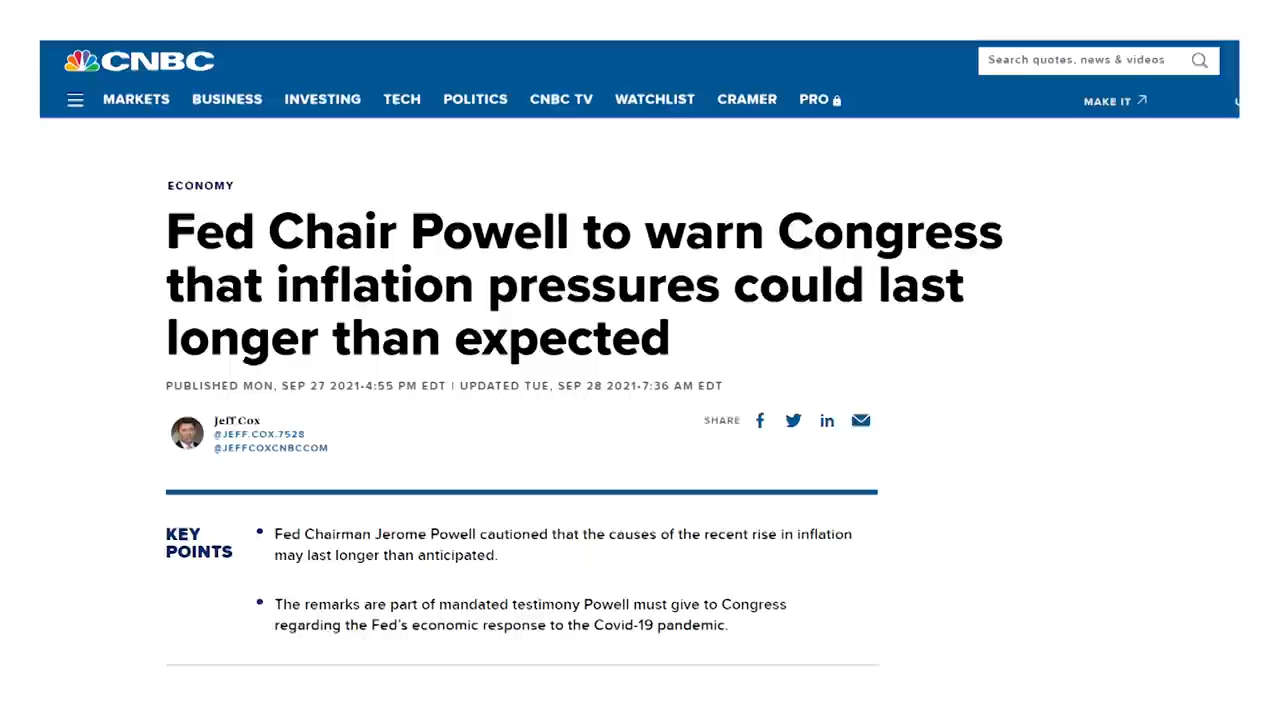 CNBC
Search quotes, news & videos
MARKETS BUSINESS INVESTING TECH POLITICS CNBC TV WATCHLIST CRAMER PRO
MAKE IT
ECONOMY
Fed Chair Powell to warn Congress
that inflation pressures could last
longer than expected
PUBLISHED MON, SEP 27 2021•4:55 PM EDT | UPDATED TUE, SEP 28 2021•7:36 AM EDT
Jeff Cox
@JEFF.COX.7528
@JEFFCOXCNBCCOM
SHARE
KEY
POINTS
• Fed Chairman Jerome Powell cautioned that the causes of the recent rise in inflation
may last longer than anticipated.
• The remarks are part of mandated testimony Powell must give to Congress
regarding the Fed's economic response to the Covid-19 pandemic.